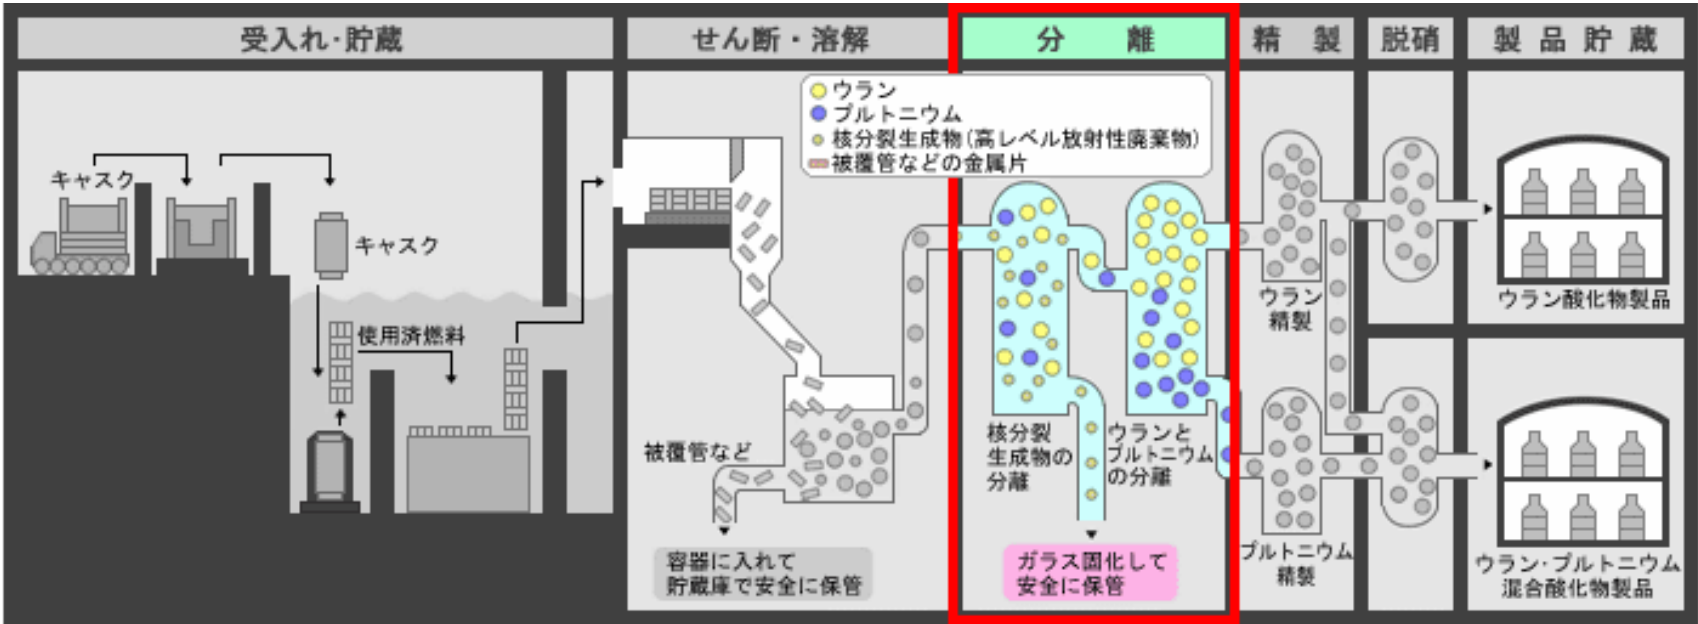 受入れ・貯蔵
せん断・溶解
分離
精製
脱硝
製品貯蔵
ウラン
プルトニウム
核分裂生成物(高レベル放射性廃棄物)
被覆管などの金属片
キャスク
キャスク
使用済燃料
被覆管など
容器に入れて
貯蔵庫で安全に保管
核分裂
生成物の
分離
ウランと
プルトニウム
の分離
ガラス固化して
安全に保管
ウラン
精製
プルトニウム
精製
ウラン酸化物製品
ウラン・プルトニウム
混合酸化物製品